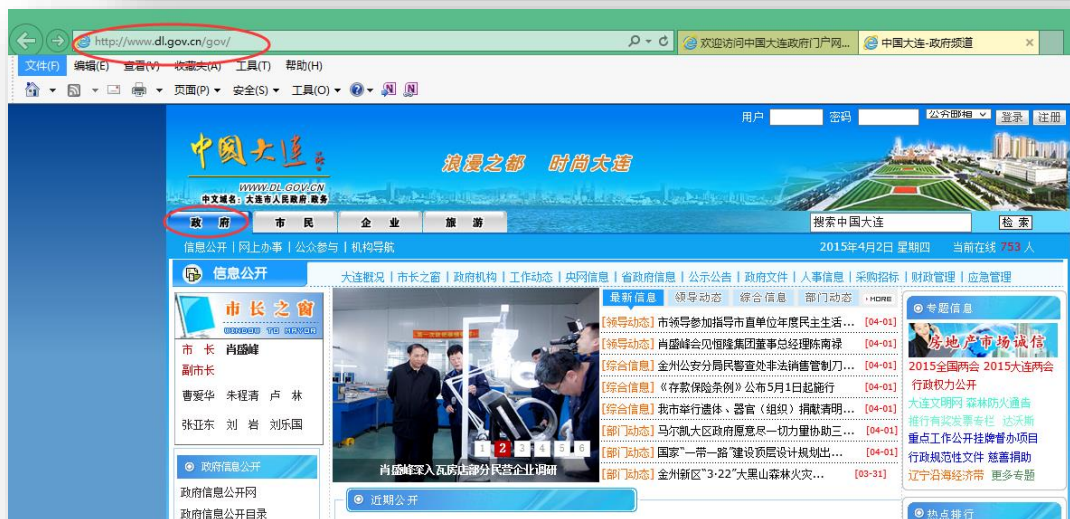 http://www.dl.gov.cn/gov/
欢迎访问中国大连政府门户网...
中国大连-政府频道
文件(F) 编辑(E) 查看(V) 收藏夹(A) 工具(T) 帮助(H)
页面(P) 安全(S) 工具(O)
用户 密码 公务邮箱 登录 注册
中国大连
WWW.DL.GOV.CN
中文域名：大连市人民政府.政务
浪漫之都 时尚大连
政府 市民 企业 旅游
搜索中国大连 检索
信息公开 | 网上办事 | 公众参与 | 机构导航
2015年4月2日 星期四 当前在线 753 人
信息公开
大连概况 | 市长之窗 | 政府机构 | 工作动态 | 央网信息 | 省政府信息 | 公示公告 | 政府文件 | 人事信息 | 采购招标 | 财政管理 | 应急管理
市长之窗
WINDOW TO MAYOR
市 长 肖盛峰
副市长
曹爱华 朱程清 卢 林
张亚东 刘 岩 刘乐国
政府信息公开
政府信息公开网
政府信息公开目录
1 2 3 4 5 6
肖盛峰深入瓦房店部分民营企业调研
近期公开
最新信息 领导动态 综合信息 部门动态 MORE
[领导动态] 市领导参加指导市直单位年度民主生活... [04-01]
[领导动态] 肖盛峰会见恒隆集团董事总经理陈南禄 [04-01]
[综合信息] 金州公安分局民警查处非法销售管制刀... [04-01]
[综合信息] 《存款保险条例》公布5月1日起施行 [04-01]
[综合信息] 我市举行遗体、器官（组织）捐献清明... [04-01]
[部门动态] 马尔凯大区政府愿意尽一切力量协助三... [04-01]
[部门动态] 国家"一带一路"建设顶层设计规划出... [04-01]
[部门动态] 金州新区"3·22"大黑山森林火灾... [03-31]
专题信息
房地产市场诚信
2015全国两会 2015大连两会
行政权力公开
大连文明网 森林防火通告
推行有奖发票专栏 达沃斯
重点工作公开挂牌督办项目
行政规范性文件 慈善捐助
辽宁沿海经济带 更多专题
热点排行